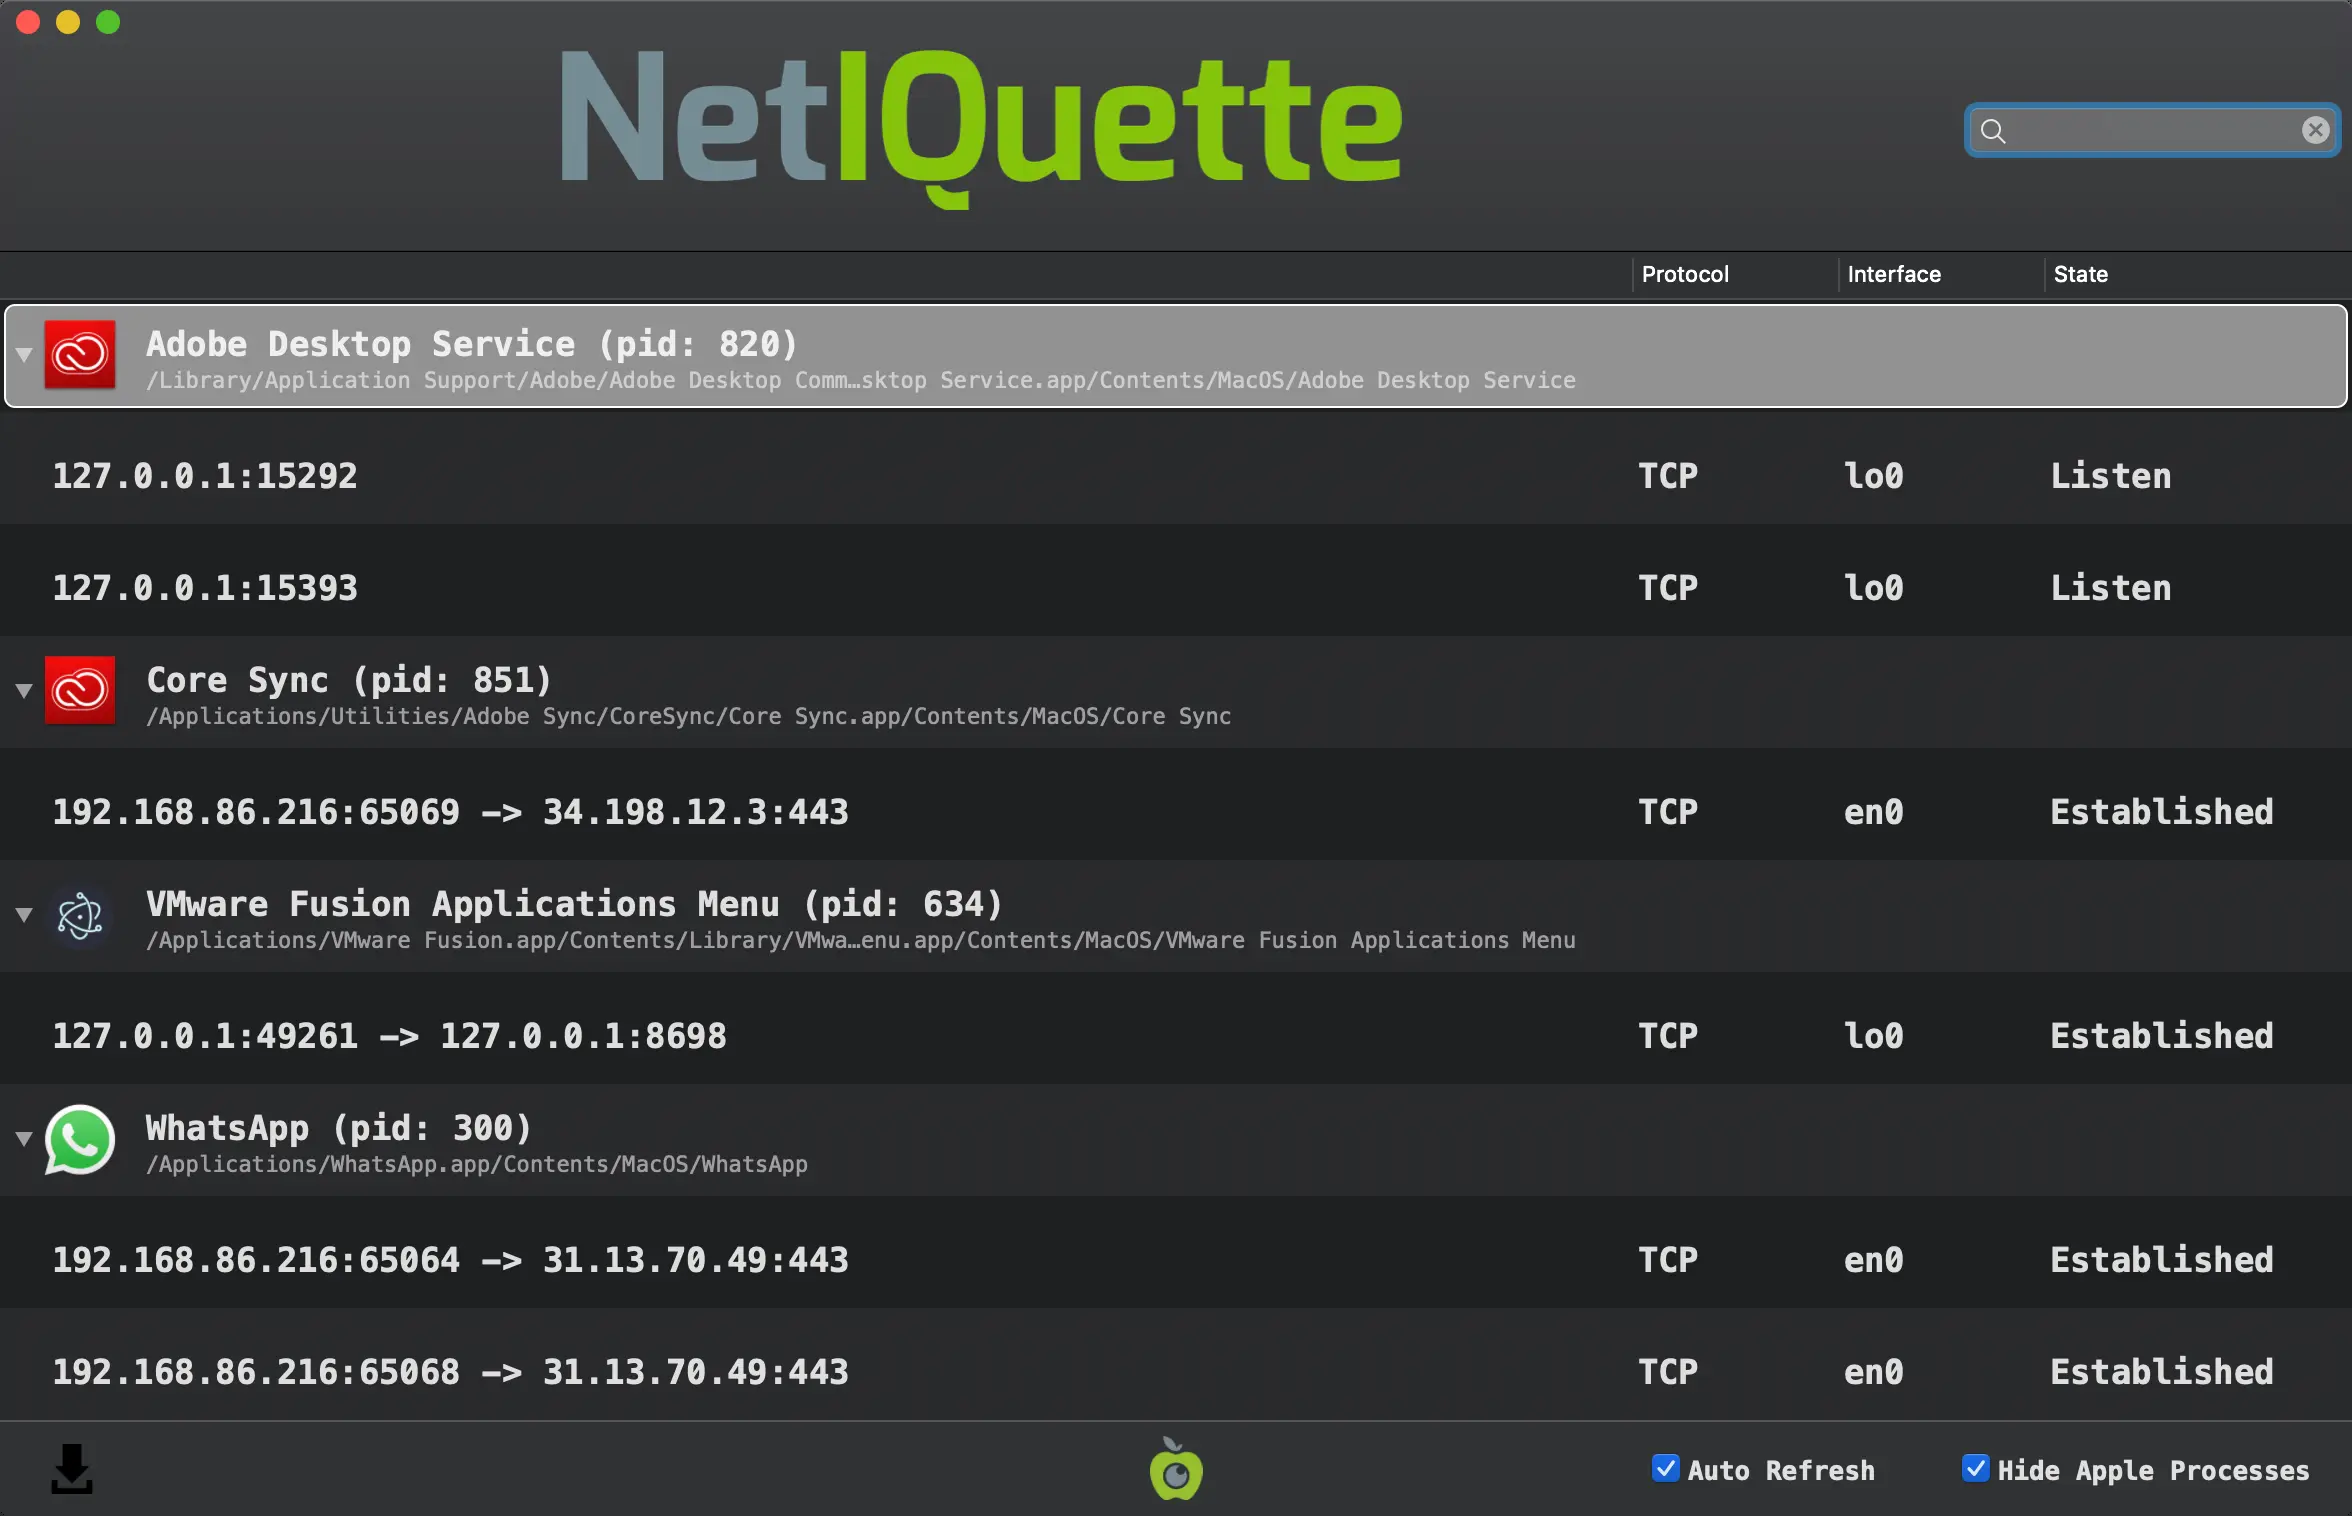 NetIQuette
Protocol Interface State
Adobe Desktop Service (pid: 820)
/Library/Application Support/Adobe/Adobe Desktop Comm…sktop Service.app/Contents/MacOS/Adobe Desktop Service
127.0.0.1:15292 TCP lo0 Listen
127.0.0.1:15393 TCP lo0 Listen
Core Sync (pid: 851)
/Applications/Utilities/Adobe Sync/CoreSync/Core Sync.app/Contents/MacOS/Core Sync
192.168.86.216:65069 –> 34.198.12.3:443 TCP en0 Established
VMware Fusion Applications Menu (pid: 634)
/Applications/VMware Fusion.app/Contents/Library/VMwa…enu.app/Contents/MacOS/VMware Fusion Applications Menu
127.0.0.1:49261 –> 127.0.0.1:8698 TCP lo0 Established
WhatsApp (pid: 300)
/Applications/WhatsApp.app/Contents/MacOS/WhatsApp
192.168.86.216:65064 –> 31.13.70.49:443 TCP en0 Established
192.168.86.216:65068 –> 31.13.70.49:443 TCP en0 Established
Auto Refresh Hide Apple Processes